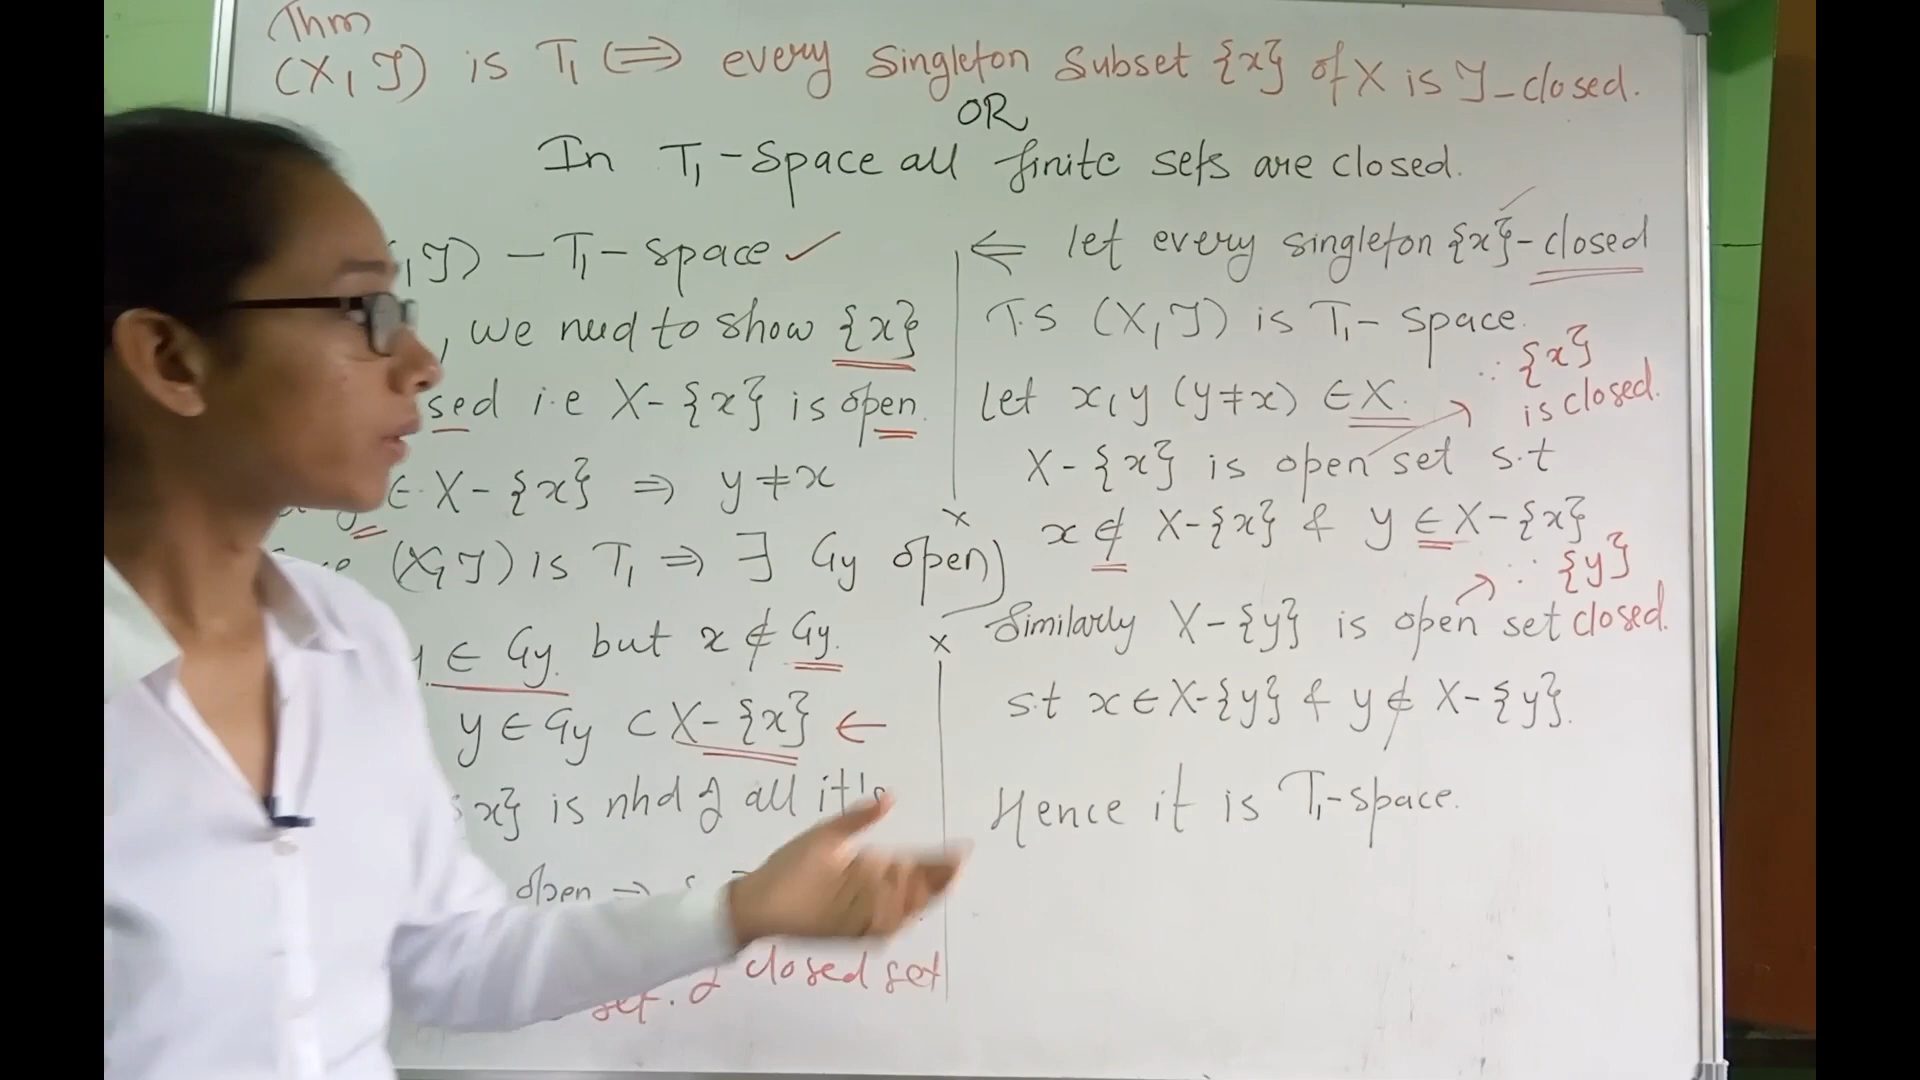 Thm
(X, J) is T₁ ⟺ every Singleton Subset {x} of X is J-closed.
OR
In T₁-Space all finite sets are closed.
, J) – T₁-space ✓
, we need to show {x}
sed i.e X-{x} is open.
∈ X-{x} ⇒ y≠x
(X, J) is T₁ ⇒ ∃ Gy open)
∈ Gy but x ∉ Gy.
y ∈ Gy ⊂ X-{x} ←
x} is nhd of all it's
open ⇒
set. of closed set
⇐ let every singleton {x}-closed
T.S (X, J) is T₁-space.
∵ {x}
is closed.
Let x, y (y≠x) ∈ X.
X-{x} is open set s.t
x ∉ X-{x} & y ∈ X-{x}
∵ {y}
closed.
Similarly X-{y} is open set
s.t x ∈ X-{y} & y ∉ X-{y}.
Hence it is T₁-space.